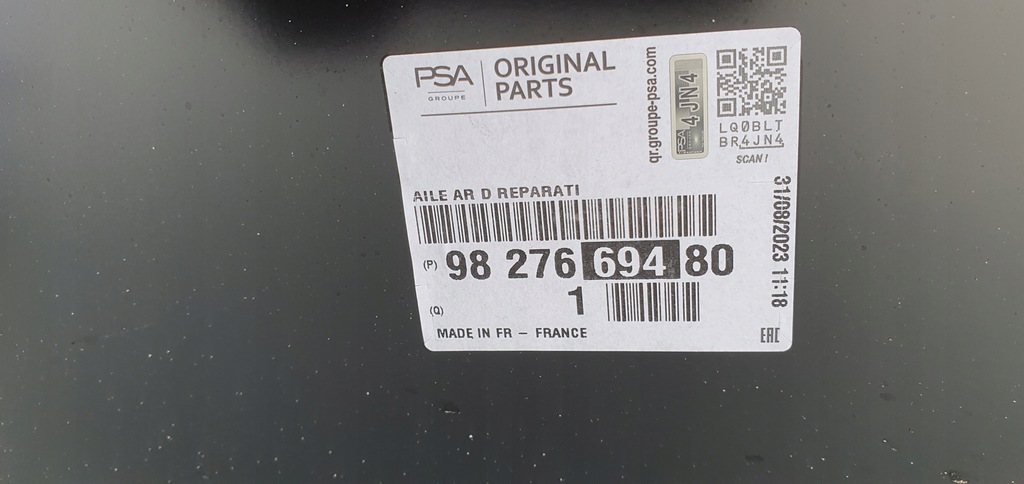 PSA
GROUPE
ORIGINAL
PARTS
qr.groupe-psa.com
PSA
4JN4
LQ0BLT
BR4JN4
SCAN!
AILE AR D REPARATI
(P) 98 276 694 80
(Q) 1
MADE IN FR - FRANCE
31/08/2023 11:18
EAC